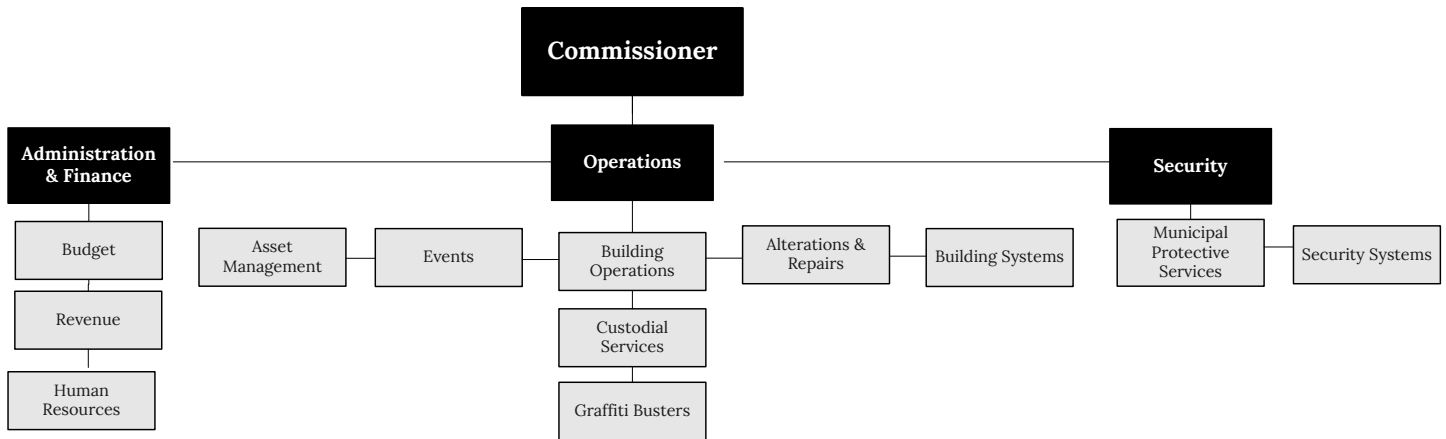 Commissioner
Administration
& Finance
Operations
Security
Budget
Revenue
Human
Resources
Asset
Management
Events
Building
Operations
Alterations &
Repairs
Building Systems
Custodial
Services
Graffiti Busters
Municipal
Protective
Services
Security Systems